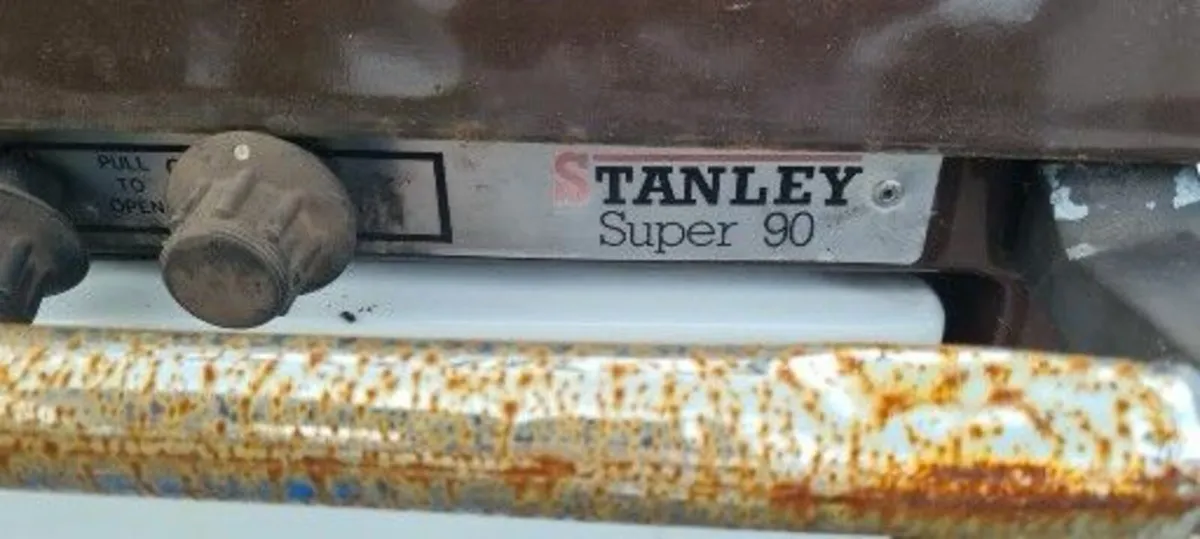 PULL
TO
OPEN
STANLEY
Super 90